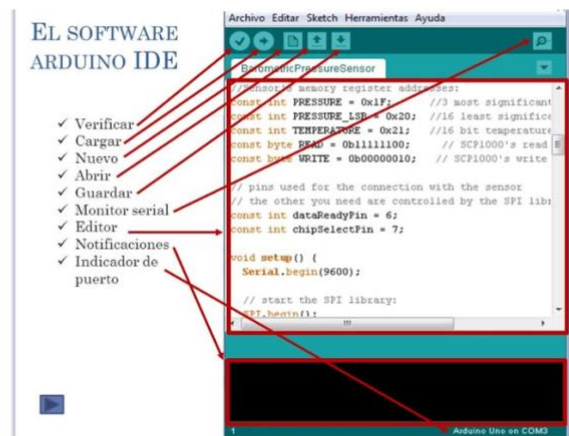 EL SOFTWARE
ARDUINO IDE
✓ Verificar
✓ Cargar
✓ Nuevo
✓ Abrir
✓ Guardar
✓ Monitor serial
✓ Editor
✓ Notificaciones
✓ Indicador de
puerto
Archivo Editar Sketch Herramientas Ayuda
BarometricPressureSensor
//Sensor's memory register addresses:
const int PRESSURE = 0x1F; //3 most significant
const int PRESSURE_LSB = 0x20; //16 least significa
const int TEMPERATURE = 0x21; //16 bit temperature
const byte READ = 0b11111100; // SCP1000's read
const byte WRITE = 0b00000010; // SCP1000's write
// pins used for the connection with the sensor
// the other you need are controlled by the SPI libr
const int dataReadyPin = 6;
const int chipSelectPin = 7;
void setup() {
Serial.begin(9600);
// start the SPI library:
SPI.begin();
1
Arduino Uno on COM3